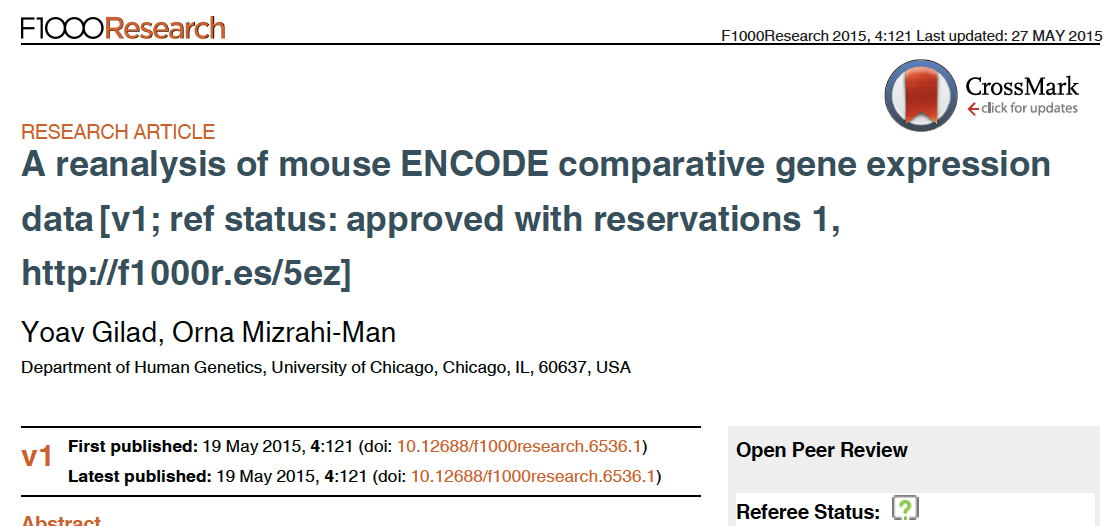 F1000Research
F1000Research 2015, 4:121 Last updated: 27 MAY 2015
CrossMark
click for updates
RESEARCH ARTICLE
A reanalysis of mouse ENCODE comparative gene expression
data [v1; ref status: approved with reservations 1,
http://f1000r.es/5ez]
Yoav Gilad, Orna Mizrahi-Man
Department of Human Genetics, University of Chicago, Chicago, IL, 60637, USA
v1
First published: 19 May 2015, 4:121 (doi: 10.12688/f1000research.6536.1)
Latest published: 19 May 2015, 4:121 (doi: 10.12688/f1000research.6536.1)
Open Peer Review
Referee Status: ?
Abstract